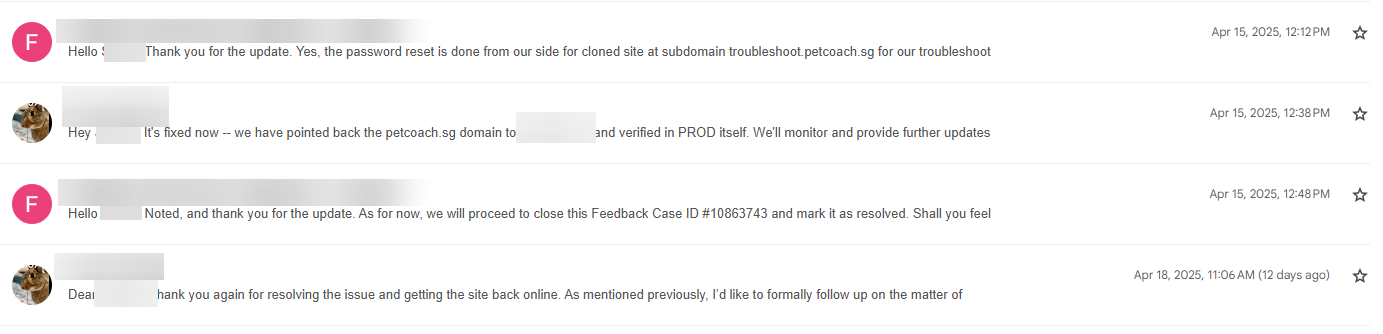 F
Apr 15, 2025, 12:12 PM
Hello Thank you for the update. Yes, the password reset is done from our side for cloned site at subdomain troubleshoot.petcoach.sg for our troubleshoot
Apr 15, 2025, 12:38 PM
Hey It's fixed now -- we have pointed back the petcoach.sg domain to and verified in PROD itself. We'll monitor and provide further updates
F
Apr 15, 2025, 12:48 PM
Hello Noted, and thank you for the update. As for now, we will proceed to close this Feedback Case ID #10863743 and mark it as resolved. Shall you feel
Apr 18, 2025, 11:06 AM (12 days ago)
Dear hank you again for resolving the issue and getting the site back online. As mentioned previously, I'd like to formally follow up on the matter of